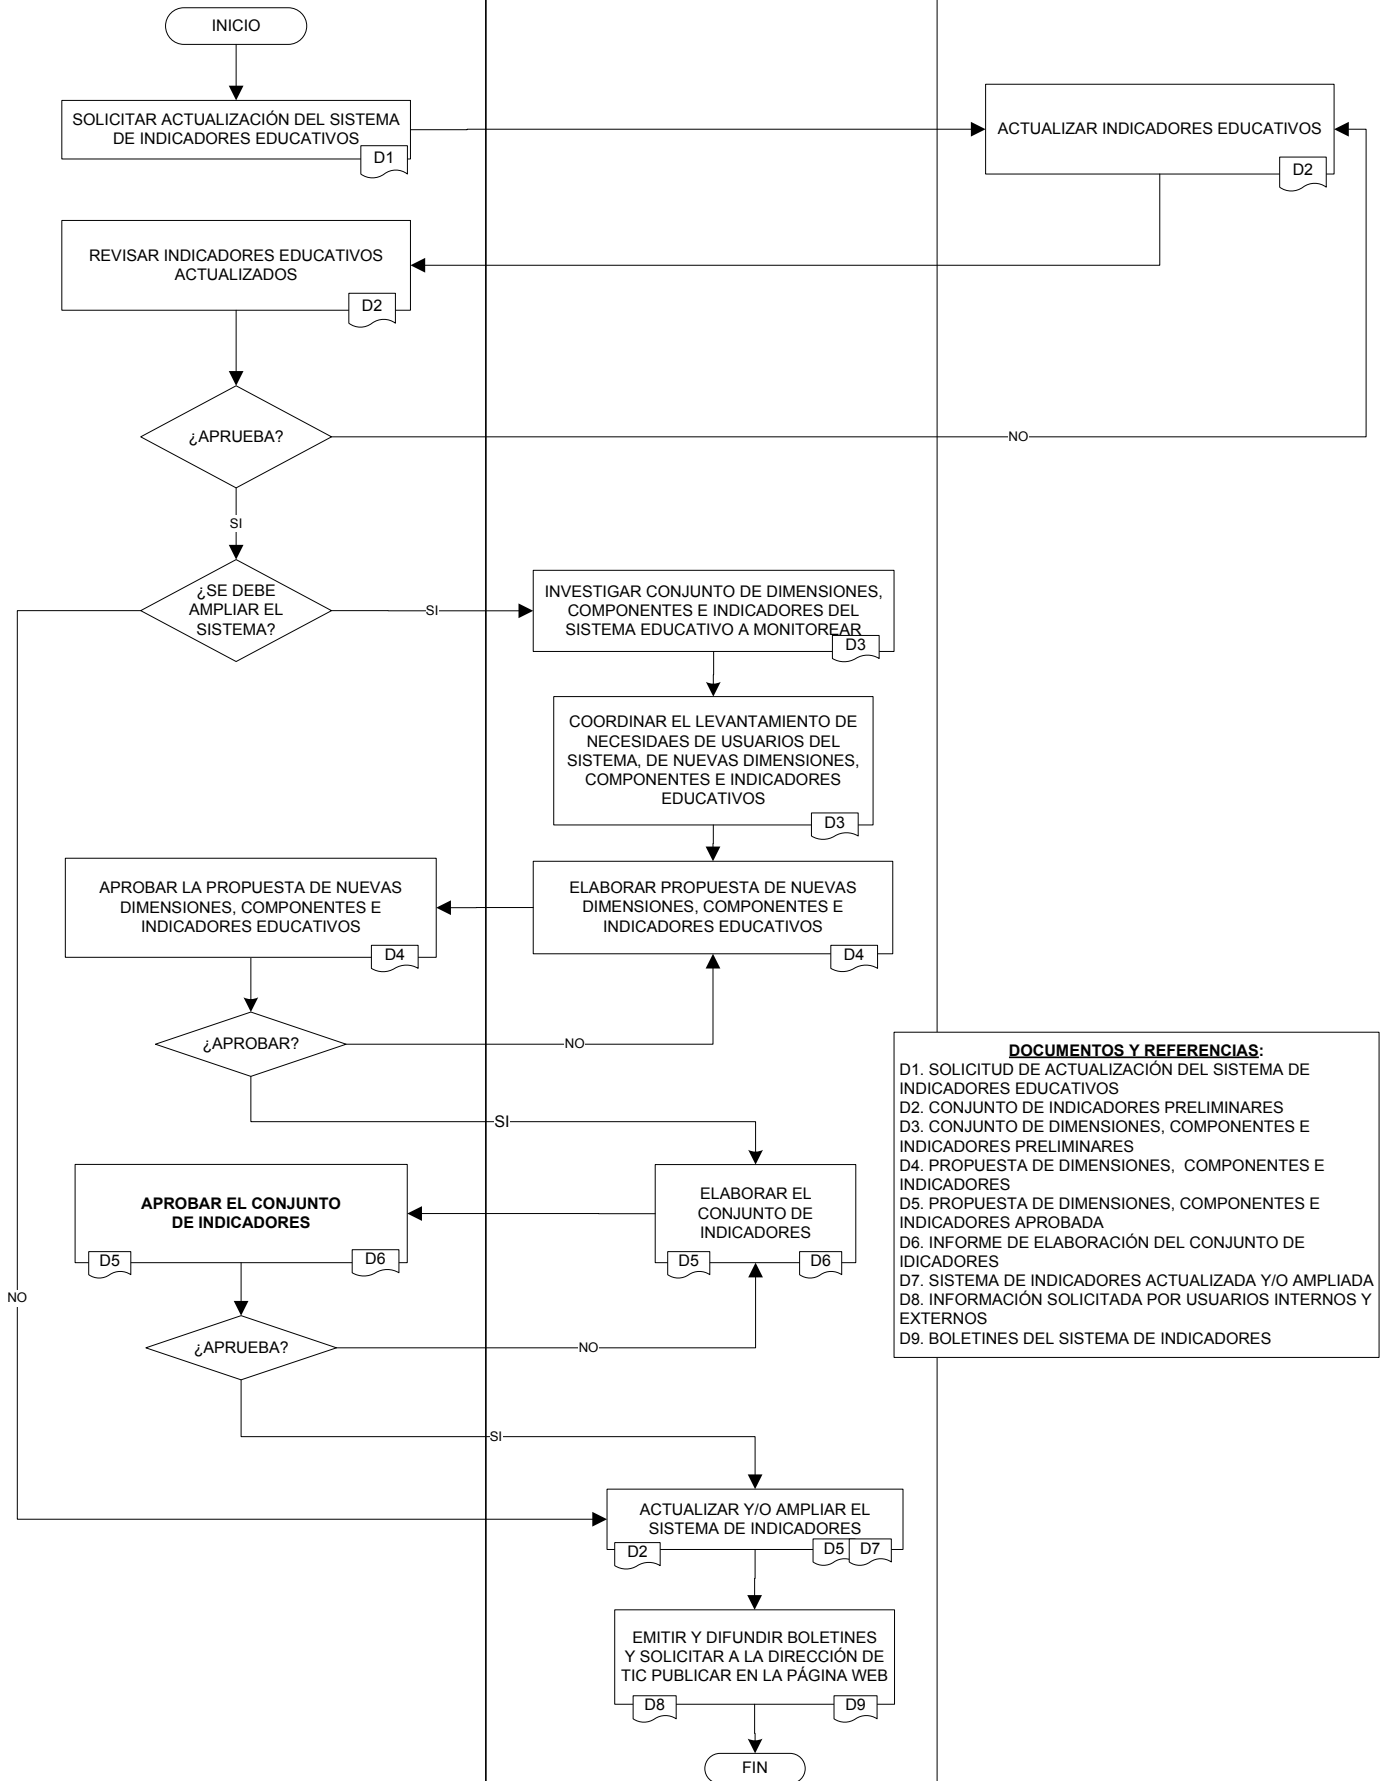 INICIO
SOLICITAR ACTUALIZACIÓN DEL SISTEMA
DE INDICADORES EDUCATIVOS
D1
ACTUALIZAR INDICADORES EDUCATIVOS
D2
REVISAR INDICADORES EDUCATIVOS
ACTUALIZADOS
D2
¿APRUEBA?
NO
SI
¿SE DEBE
AMPLIAR EL
SISTEMA?
SI
INVESTIGAR CONJUNTO DE DIMENSIONES,
COMPONENTES E INDICADORES DEL
SISTEMA EDUCATIVO A MONITOREAR
D3
COORDINAR EL LEVANTAMIENTO DE
NECESIDAES DE USUARIOS DEL
SISTEMA, DE NUEVAS DIMENSIONES,
COMPONENTES E INDICADORES
EDUCATIVOS
D3
APROBAR LA PROPUESTA DE NUEVAS
DIMENSIONES, COMPONENTES E
INDICADORES EDUCATIVOS
D4
ELABORAR PROPUESTA DE NUEVAS
DIMENSIONES, COMPONENTES E
INDICADORES EDUCATIVOS
D4
¿APROBAR?
NO
SI
DOCUMENTOS Y REFERENCIAS:
D1. SOLICITUD DE ACTUALIZACIÓN DEL SISTEMA DE
INDICADORES EDUCATIVOS
D2. CONJUNTO DE INDICADORES PRELIMINARES
D3. CONJUNTO DE DIMENSIONES, COMPONENTES E
INDICADORES PRELIMINARES
D4. PROPUESTA DE DIMENSIONES, COMPONENTES E
INDICADORES
D5. PROPUESTA DE DIMENSIONES, COMPONENTES E
INDICADORES APROBADA
D6. INFORME DE ELABORACIÓN DEL CONJUNTO DE
IDICADORES
D7. SISTEMA DE INDICADORES ACTUALIZADA Y/O AMPLIADA
D8. INFORMACIÓN SOLICITADA POR USUARIOS INTERNOS Y
EXTERNOS
D9. BOLETINES DEL SISTEMA DE INDICADORES
APROBAR EL CONJUNTO
DE INDICADORES
D5
D6
ELABORAR EL
CONJUNTO DE
INDICADORES
D5
D6
NO
¿APRUEBA?
NO
SI
ACTUALIZAR Y/O AMPLIAR EL
SISTEMA DE INDICADORES
D2
D5
D7
EMITIR Y DIFUNDIR BOLETINES
Y SOLICITAR A LA DIRECCIÓN DE
TIC PUBLICAR EN LA PÁGINA WEB
D8
D9
FIN